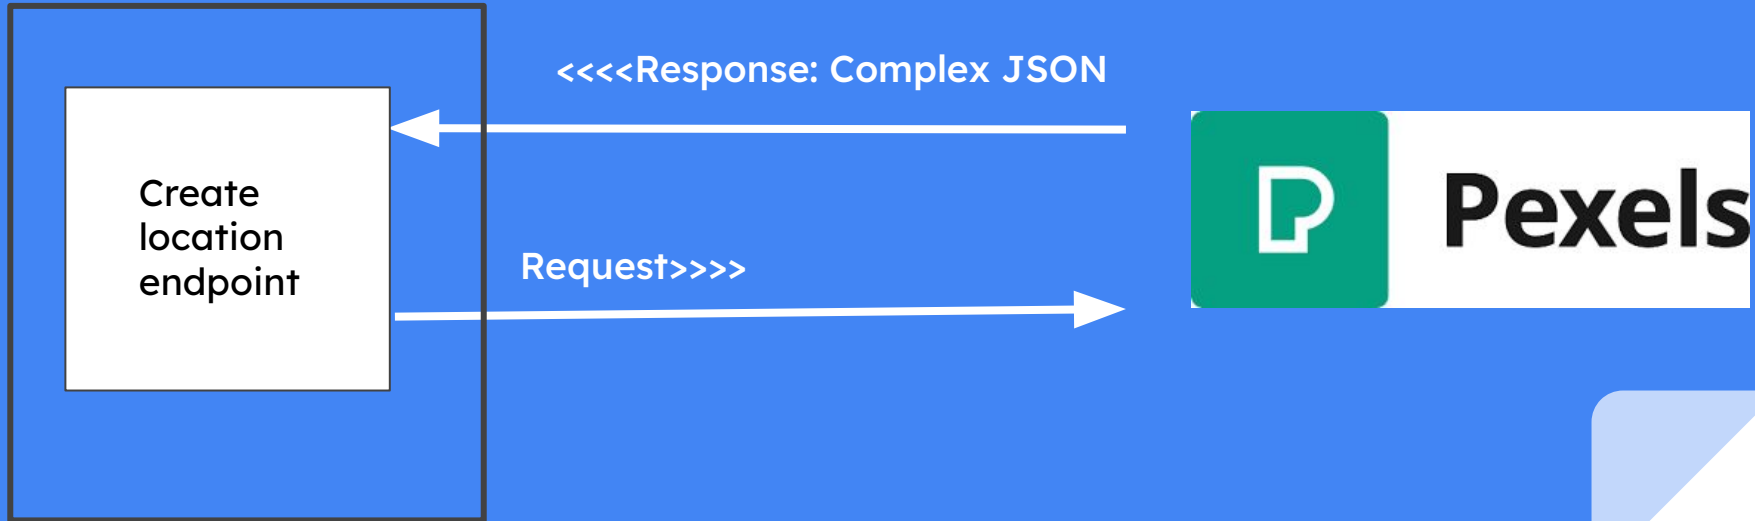 <<<<Response: Complex JSON
Create
location
endpoint
Request>>>>
Pexels